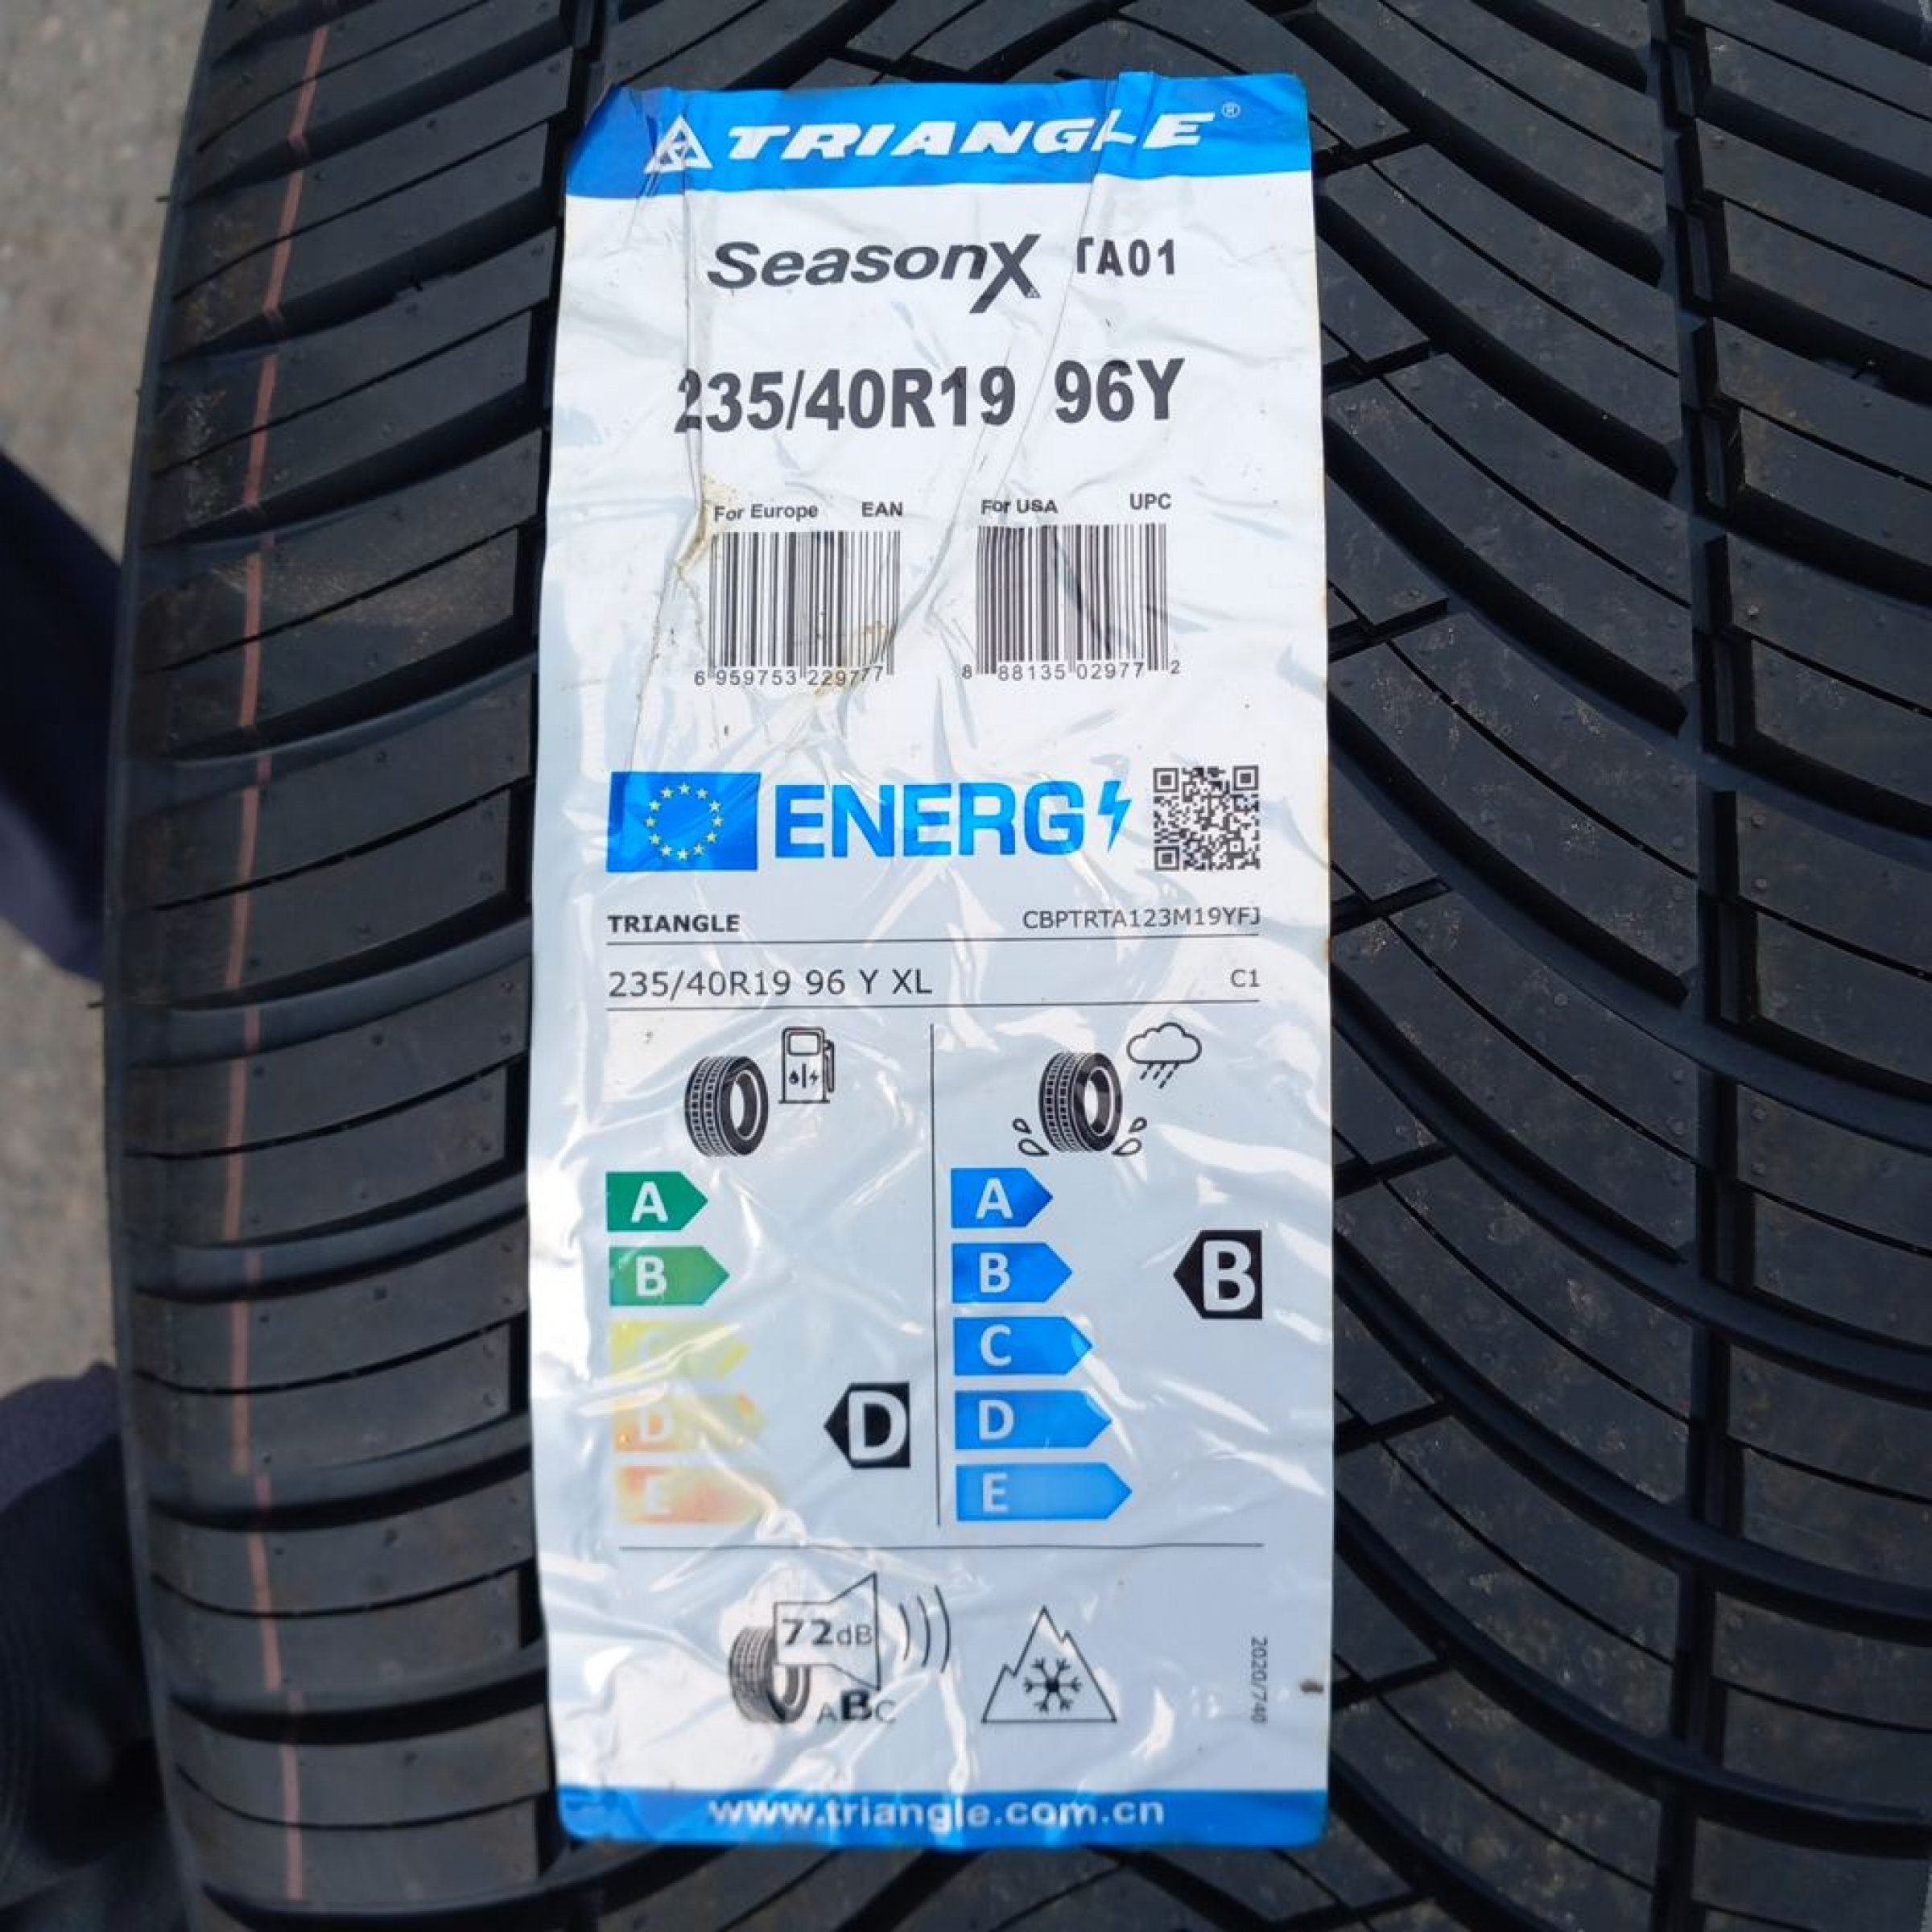 TRIANGLE®
SeasonX TA01
235/40R19 96Y
For Europe EAN For USA UPC
6 959753 229777 8 88135 02977 2
ENERG
TRIANGLE CBPTRTA123M19YFJ
235/40R19 96 Y XL C1
A A
B B B
C C
D D D
E E
72dB
ABC
2020/740
www.triangle.com.cn